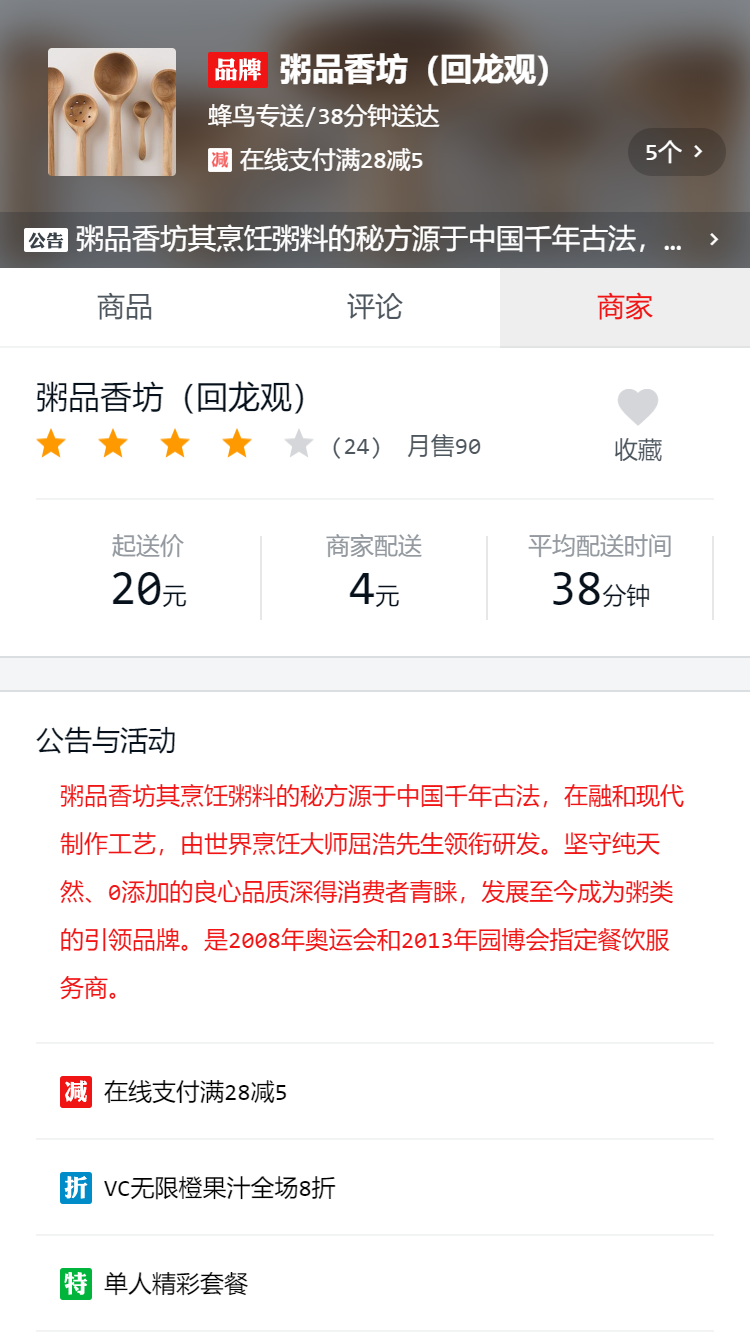 品牌 粥品香坊（回龙观）
蜂鸟专送/38分钟送达
减 在线支付满28减5
5个
公告 粥品香坊其烹饪粥料的秘方源于中国千年古法，...
商品 评论 商家
粥品香坊（回龙观）
（24） 月售90
收藏
起送价 商家配送 平均配送时间
20元 4元 38分钟
公告与活动
粥品香坊其烹饪粥料的秘方源于中国千年古法，在融和现代
制作工艺，由世界烹饪大师屈浩先生领衔研发。坚守纯天
然、0添加的良心品质深得消费者青睐，发展至今成为粥类
的引领品牌。是2008年奥运会和2013年园博会指定餐饮服
务商。
减 在线支付满28减5
折 VC无限橙果汁全场8折
特 单人精彩套餐